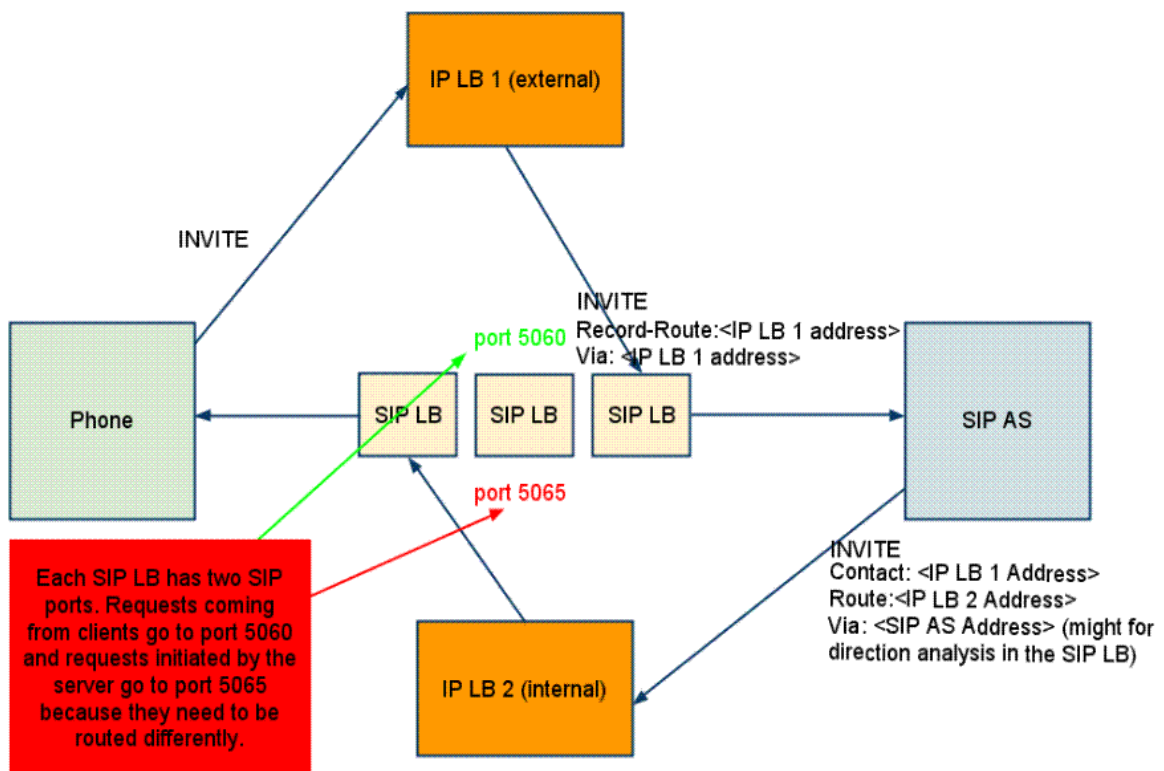 IP LB 1 (external)
INVITE
INVITE
Record-Route:<IP LB 1 address>
Via: <IP LB 1 address>
port 5060
Phone
SIP LB
SIP LB
SIP LB
SIP AS
port 5065
Each SIP LB has two SIP
ports. Requests coming
from clients go to port 5060
and requests initiated by the
server go to port 5065
because they need to be
routed differently.
IP LB 2 (internal)
INVITE
Contact: <IP LB 1 Address>
Route:<IP LB 2 Address>
Via: <SIP AS Address> (might for
direction analysis in the SIP LB)